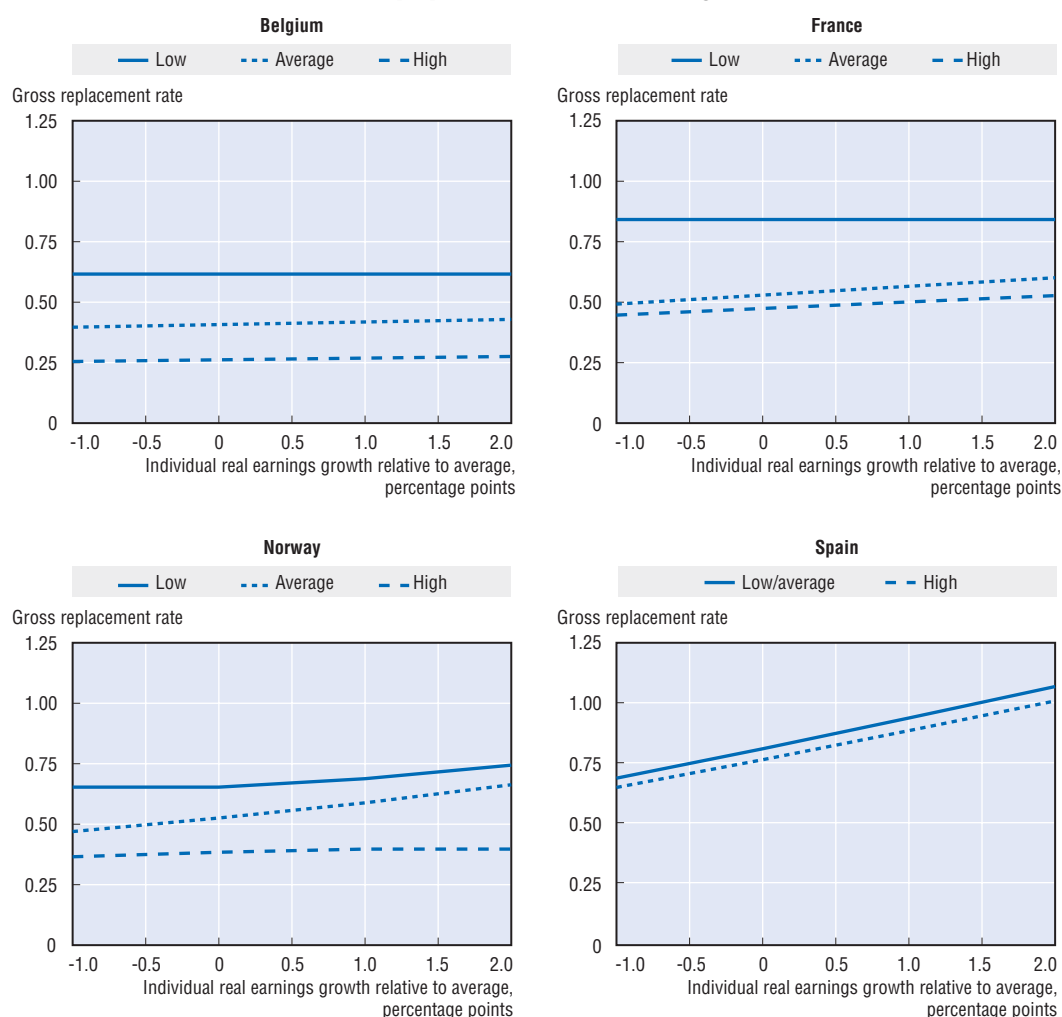 Belgium
Low Average High
Gross replacement rate
1.25
1.00
0.75
0.50
0.25
0
-1.0 -0.5 0 0.5 1.0 1.5 2.0
Individual real earnings growth relative to average,
percentage points
France
Low Average High
Gross replacement rate
1.25
1.00
0.75
0.50
0.25
0
-1.0 -0.5 0 0.5 1.0 1.5 2.0
Individual real earnings growth relative to average,
percentage points
Norway
Low Average High
Gross replacement rate
1.25
1.00
0.75
0.50
0.25
0
-1.0 -0.5 0 0.5 1.0 1.5 2.0
Individual real earnings growth relative to average,
percentage points
Spain
Low/average High
Gross replacement rate
1.25
1.00
0.75
0.50
0.25
0
-1.0 -0.5 0 0.5 1.0 1.5 2.0
Individual real earnings growth relative to average,
percentage points